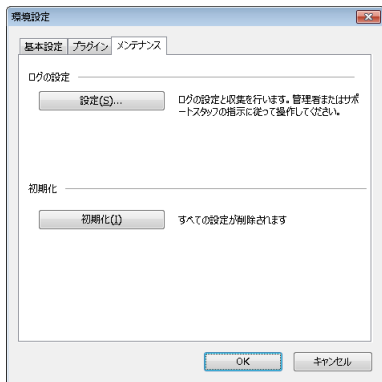 環境設定
基本設定 プラグイン メンテナンス
ログの設定
設定(S)... ログの設定と収集を行います。管理者またはサポ
ートスタッフの指示に従って操作してください。
初期化
初期化(I) すべての設定が削除されます
OK キャンセル